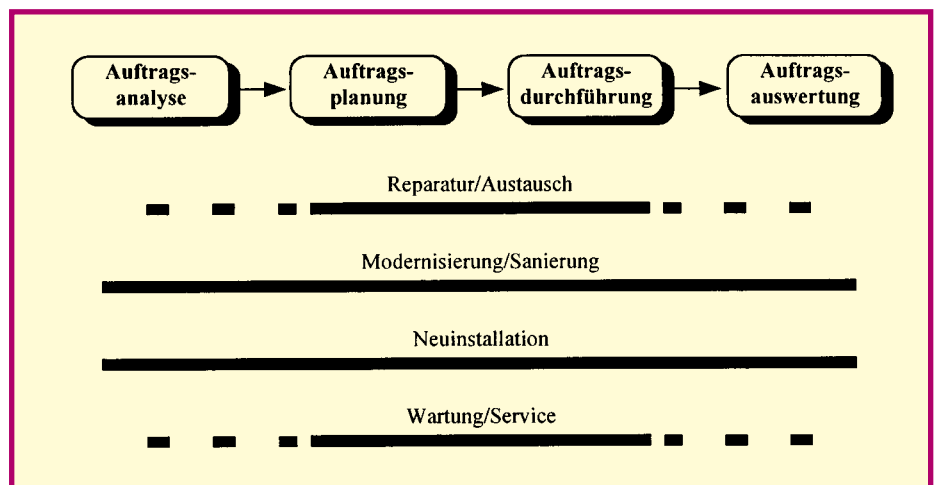 Auftrags-
analyse
Auftrags-
planung
Auftrags-
durchführung
Auftrags-
auswertung
Reparatur/Austausch
Modernisierung/Sanierung
Neuinstallation
Wartung/Service